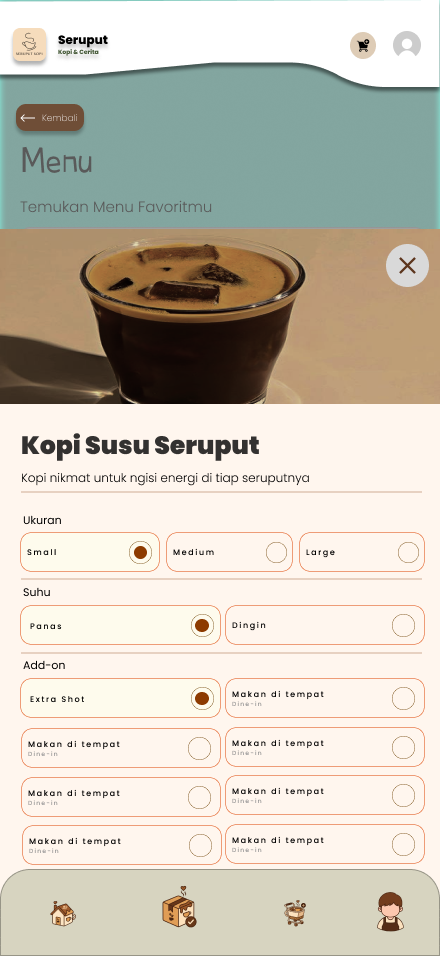 Seruput
Kopi & Cerita
SERUPUT KOPI
Kembali
Menu
Temukan Menu Favoritmu
Kopi Susu Seruput
Kopi nikmat untuk ngisi energi di tiap seruputnya
Ukuran
Small
Medium
Large
Suhu
Panas
Dingin
Add-on
Extra Shot
Makan di tempat
Dine-in
Makan di tempat
Dine-in
Makan di tempat
Dine-in
Makan di tempat
Dine-in
Makan di tempat
Dine-in
Makan di tempat
Dine-in
Makan di tempat
Dine-in